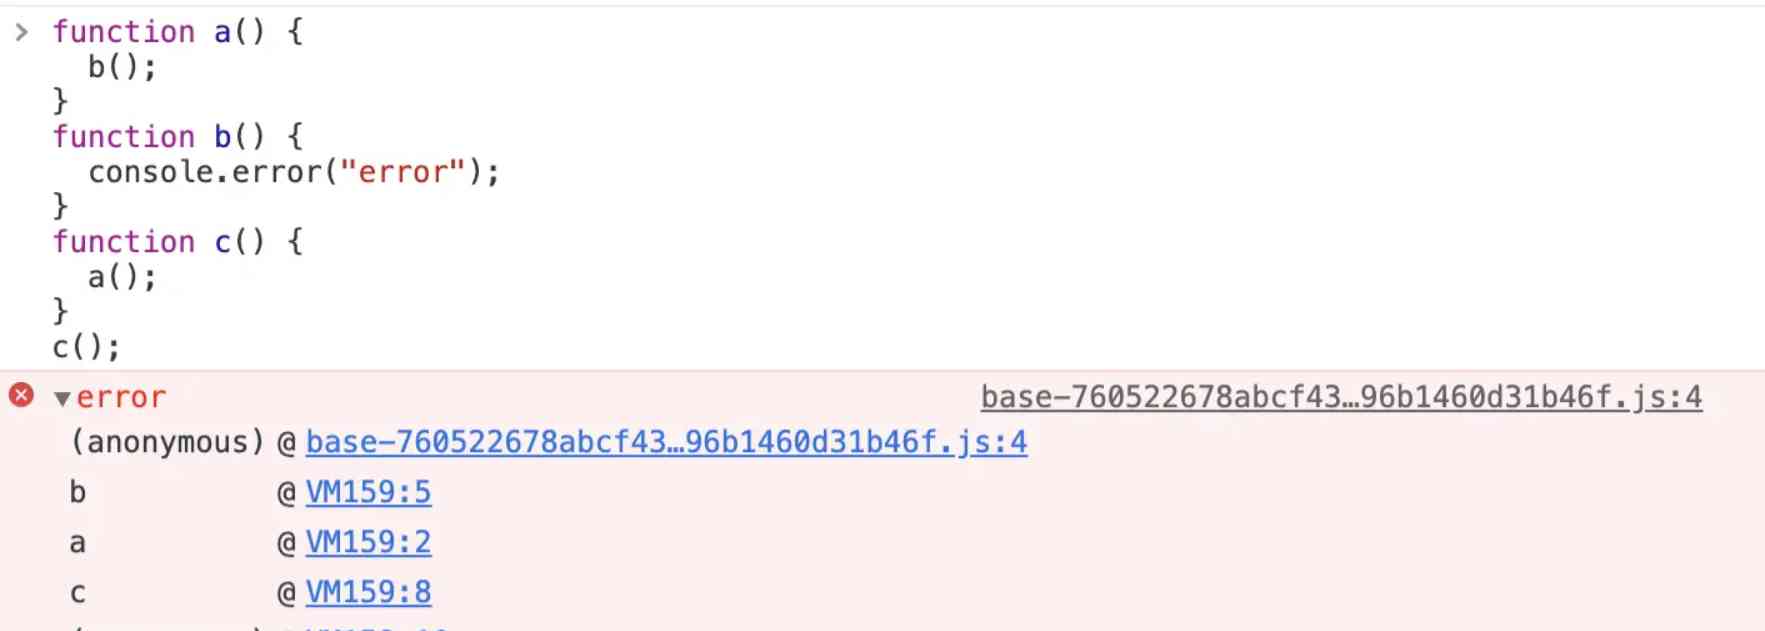 > function a() {
b();
}
function b() {
console.error("error");
}
function c() {
a();
}
c();
▼error base-760522678abcf43…96b1460d31b46f.js:4
(anonymous) @ base-760522678abcf43…96b1460d31b46f.js:4
b @ VM159:5
a @ VM159:2
c @ VM159:8